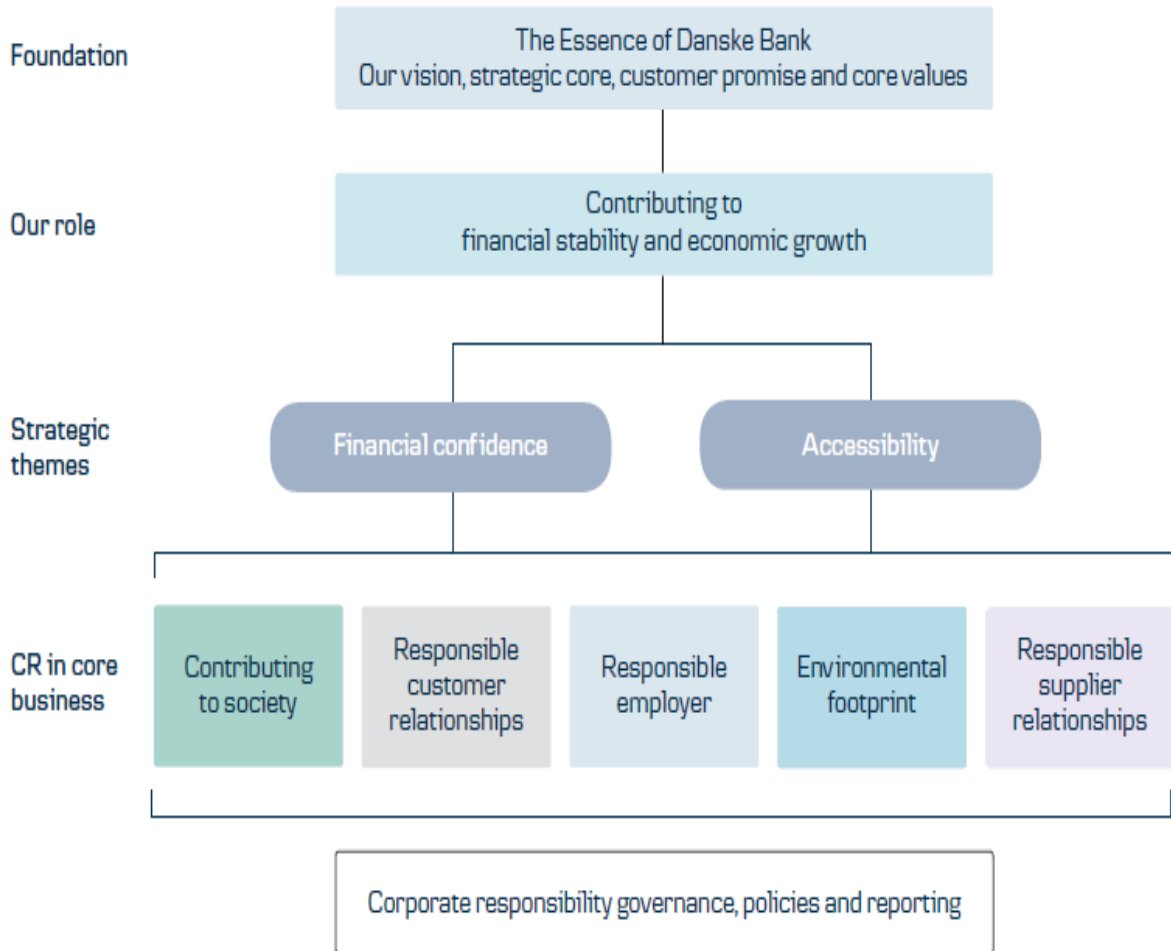 Foundation
The Essence of Danske Bank
Our vision, strategic core, customer promise and core values
Our role
Contributing to
financial stability and economic growth
Strategic
themes
Financial confidence
Accessibility
CR in core
business
Contributing
to society
Responsible
customer
relationships
Responsible
employer
Environmental
footprint
Responsible
supplier
relationships
Corporate responsibility governance, policies and reporting